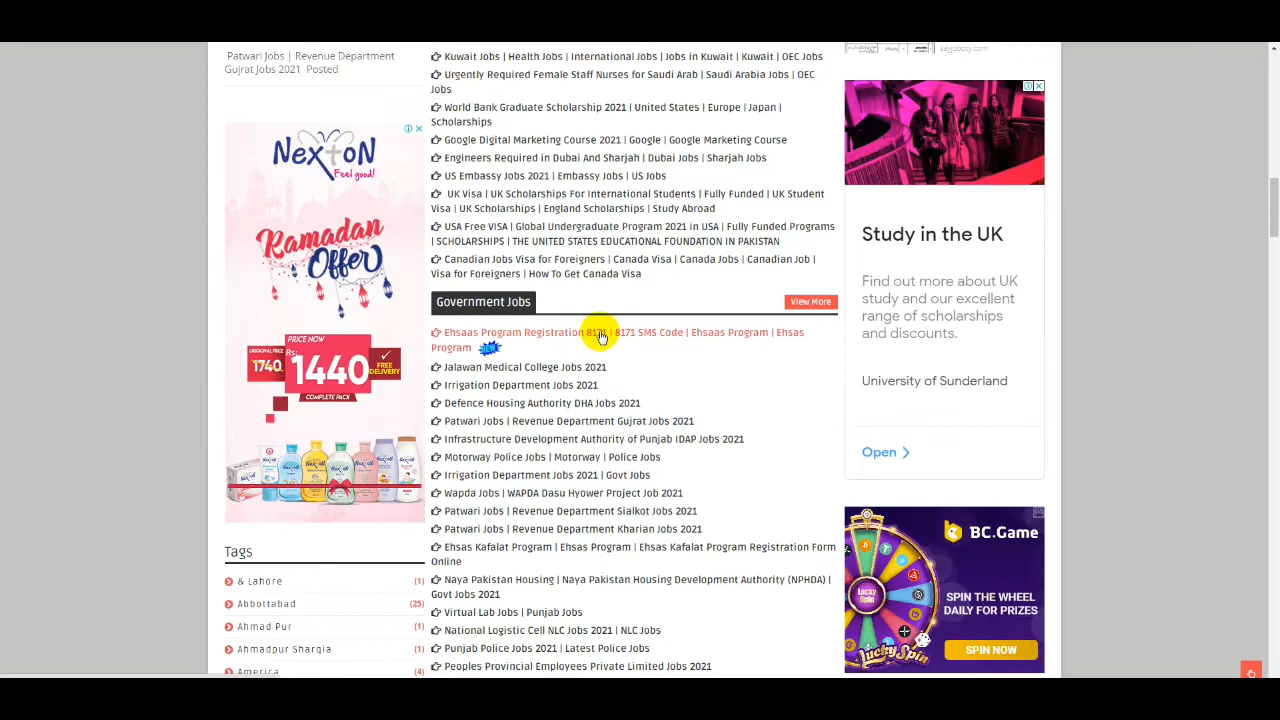 Patwari Jobs | Revenue Department
Gujrat Jobs 2021 Posted
NexTON
Feel good!
Ramadan
Offer
ORIGINAL PRICE
1740
PRICE NOW
Rs:
1440
COMPLETE PACK
FREE
DELIVERY
Tags
& Lahore (1)
Abbottabad (25)
Ahmad Pur (1)
Ahmadpur Sharqia (1)
America (4)
Kuwait Jobs | Health Jobs | International Jobs | Jobs in Kuwait | Kuwait | OEC Jobs
Urgently Required Female Staff Nurses for Saudi Arab | Saudi Arabia Jobs | OEC
Jobs
World Bank Graduate Scholarship 2021 | United States | Europe | Japan |
Scholarships
Google Digital Marketing Course 2021 | Google | Google Marketing Course
Engineers Required in Dubai And Sharjah | Dubai Jobs | Sharjah Jobs
US Embassy Jobs 2021 | Embassy Jobs | US Jobs
UK Visa | UK Scholarships For International Students | Fully Funded | UK Student
Visa | UK Scholarships | England Scholarships | Study Abroad
USA Free VISA | Global Undergraduate Program 2021 in USA | Fully Funded Programs
| SCHOLARSHIPS | THE UNITED STATES EDUCATIONAL FOUNDATION IN PAKISTAN
Canadian Jobs Visa for Foreigners | Canada Visa | Canada Jobs | Canadian Job |
Visa for Foreigners | How To Get Canada Visa
Government Jobs
View More
Ehsaas Program Registration 8171 | 8171 SMS Code | Ehsaas Program | Ehsas
Program NEW
Jalawan Medical College Jobs 2021
Irrigation Department Jobs 2021
Defence Housing Authority DHA Jobs 2021
Patwari Jobs | Revenue Department Gujrat Jobs 2021
Infrastructure Development Authority of Punjab IDAP Jobs 2021
Motorway Police Jobs | Motorway | Police Jobs
Irrigation Department Jobs 2021 | Govt Jobs
Wapda Jobs | WAPDA Dasu Hyower Project Job 2021
Patwari Jobs | Revenue Department Sialkot Jobs 2021
Patwari Jobs | Revenue Department Kharian Jobs 2021
Ehsas Kafalat Program | Ehsas Program | Ehsas Kafalat Program Registration Form
Online
Naya Pakistan Housing | Naya Pakistan Housing Development Authority (NPHDA) |
Govt Jobs 2021
Virtual Lab Jobs | Punjab Jobs
National Logistic Cell NLC Jobs 2021 | NLC Jobs
Punjab Police Jobs 2021 | Latest Police Jobs
Peoples Provincial Employees Private Limited Jobs 2021
sayjobcity.com
Study in the UK
Find out more about UK
study and our excellent
range of scholarships
and discounts.
University of Sunderland
Open
BC.Game
SPIN THE WHEEL
DAILY FOR PRIZES
Lucky Spin
SPIN NOW